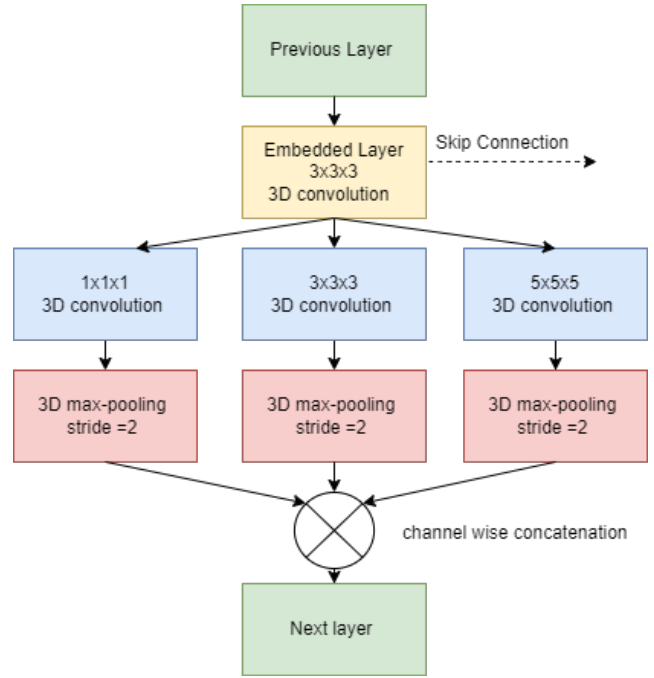 Previous Layer
Embedded Layer
3x3x3
3D convolution
Skip Connection
1x1x1
3D convolution
3x3x3
3D convolution
5x5x5
3D convolution
3D max-pooling
stride =2
3D max-pooling
stride =2
3D max-pooling
stride =2
channel wise concatenation
Next layer